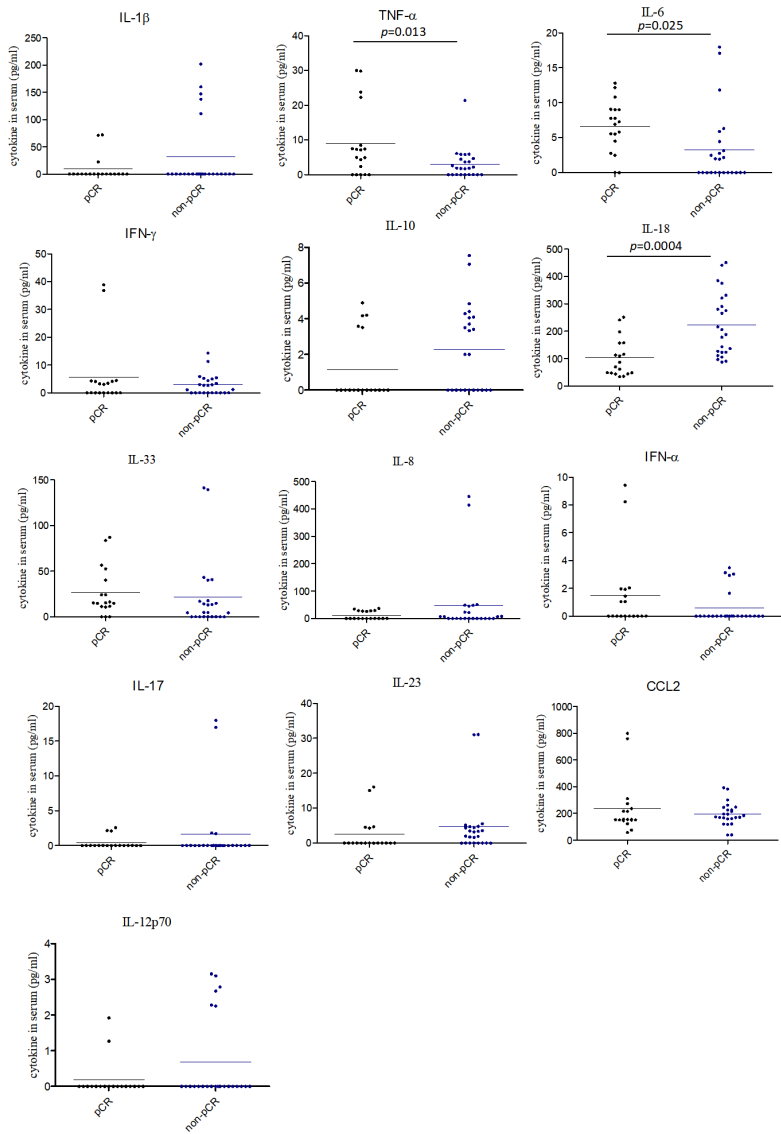 IL-1β
cytokine in serum (pg/ml)
250
200
150
100
50
0
pCR
non-pCR
TNF-α
p=0.013
cytokine in serum (pg/ml)
40
30
20
10
0
pCR
non-pCR
IL-6
p=0.025
cytokine in serum (pg/ml)
20
15
10
5
0
pCR
non-pCR
IFN-γ
cytokine in serum (pg/ml)
50
40
30
20
10
0
pCR
non-pCR
IL-10
cytokine in serum (pg/ml)
8
6
4
2
0
pCR
non-pCR
IL-18
p=0.0004
cytokine in serum (pg/ml)
500
400
300
200
100
0
pCR
non-pCR
IL-33
cytokine in serum (pg/ml)
150
100
50
0
pCR
non-pCR
IL-8
cytokine in serum (pg/ml)
500
400
300
200
100
0
pCR
non-pCR
IFN-α
cytokine in serum (pg/ml)
10
8
6
4
2
0
pCR
non-pCR
IL-17
cytokine in serum (pg/ml)
20
15
10
5
0
pCR
non-pCR
IL-23
cytokine in serum (pg/ml)
40
30
20
10
0
pCR
non-pCR
CCL2
cytokine in serum (pg/ml)
1000
800
600
400
200
0
pCR
non-pCR
IL-12p70
cytokine in serum (pg/ml)
4
3
2
1
0
pCR
non-pCR